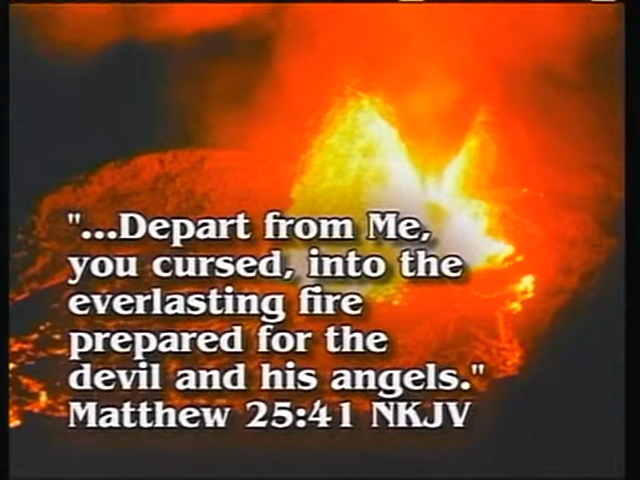 "...Depart from Me,
you cursed, into the
everlasting fire
prepared for the
devil and his angels."
Matthew 25:41 NKJV